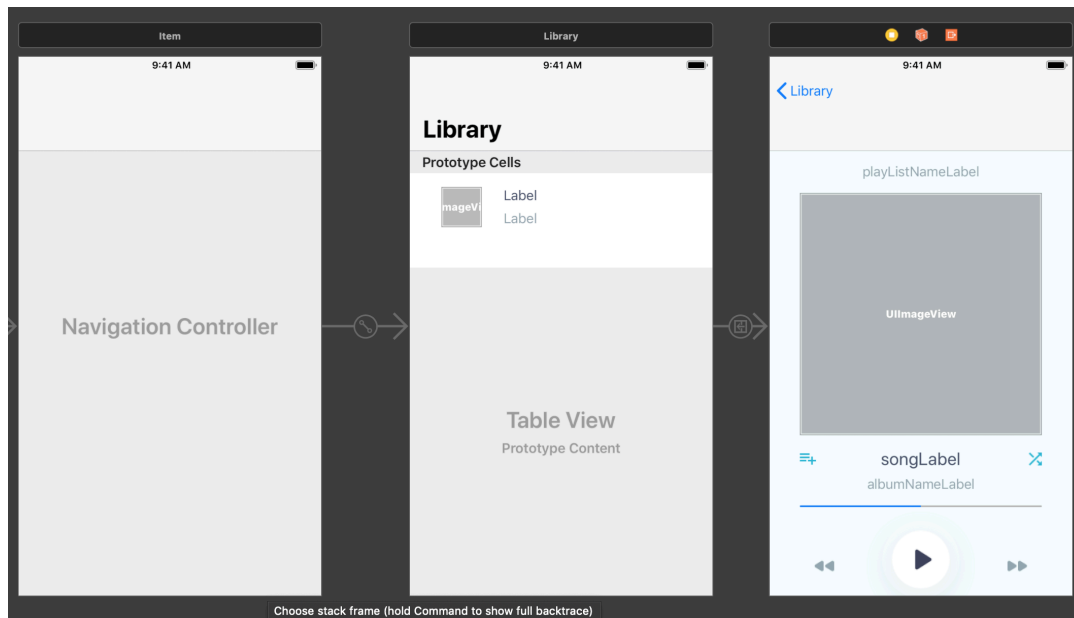 Item
9:41 AM
Navigation Controller
Library
9:41 AM
Library
Prototype Cells
mageVi
Label
Label
Table View
Prototype Content
9:41 AM
Library
playListNameLabel
UIImageView
songLabel
albumNameLabel
Choose stack frame (hold Command to show full backtrace)